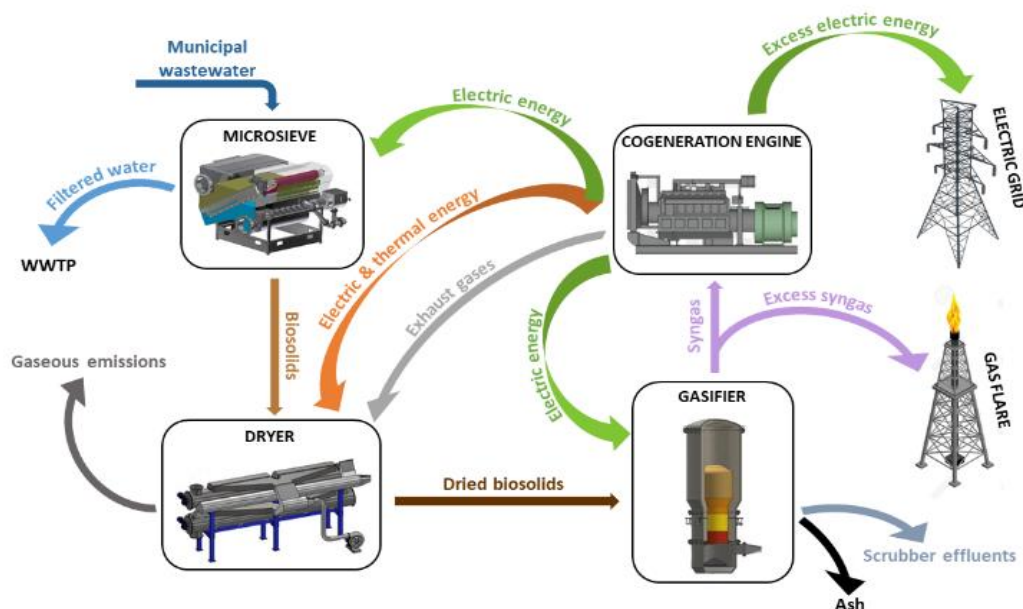 Municipal
wastewater
Excess electric energy
Electric energy
MICROSIEVE
COGENERATION ENGINE
ELECTRIC GRID
Filtered water
WWTP
Electric & thermal energy
Exhaust gases
Biosolids
Electric energy
Syngas
Excess syngas
Gaseous emissions
GAS FLARE
DRYER
GASIFIER
Dried biosolids
Scrubber effluents
Ash